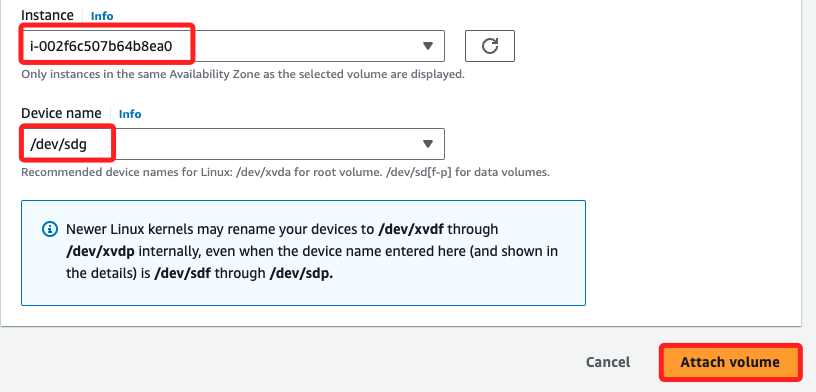 Instance Info
i-002f6c507b64b8ea0
Only instances in the same Availability Zone as the selected volume are displayed.
Device name Info
/dev/sdg
Recommended device names for Linux: /dev/xvda for root volume. /dev/sd[f-p] for data volumes.
Newer Linux kernels may rename your devices to /dev/xvdf through
/dev/xvdp internally, even when the device name entered here (and shown in
the details) is /dev/sdf through /dev/sdp.
Cancel Attach volume